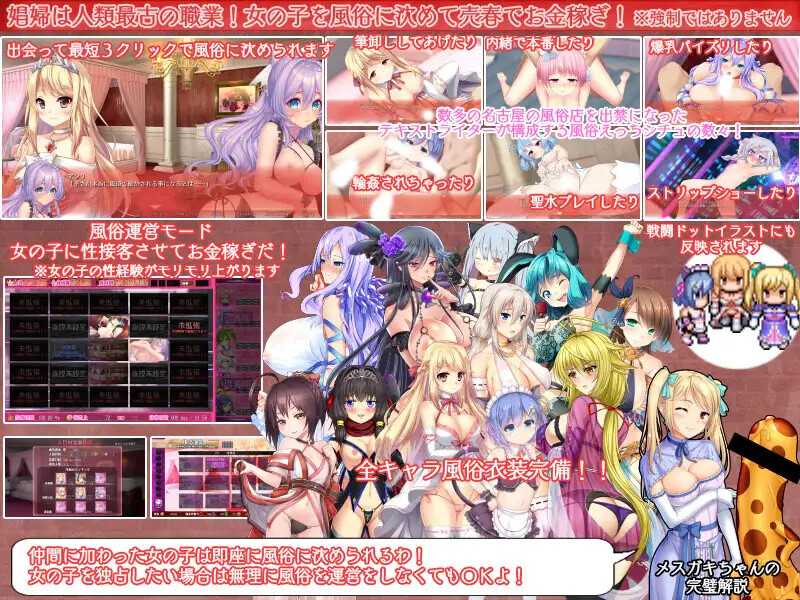 娼婦は人類最古の職業！女の子を風俗に沈めて売春でお金稼ぎ！ ※強制ではありません
出会って最短３クリックで風俗に沈められます
筆卸ししてあげたり
内緒で本番したり
爆乳パイズリしたり
数多の名古屋の風俗店を出禁になった
テキストライターが構成する風俗えっちシチュの数々！
輪姦されちゃったり
聖水プレイしたり
ストリップショーしたり
風俗運営モード
女の子に性接客させてお金稼ぎだ！
※女の子の性経験がモリモリ上がります
戦闘ドットイラストにも
反映されます
全キャラ風俗衣装完備！！
仲間に加わった女の子は即座に風俗に沈められるわ！
女の子を独占したい場合は無理に風俗を運営をしなくてもＯＫよ！
メスガキちゃんの
完璧解説